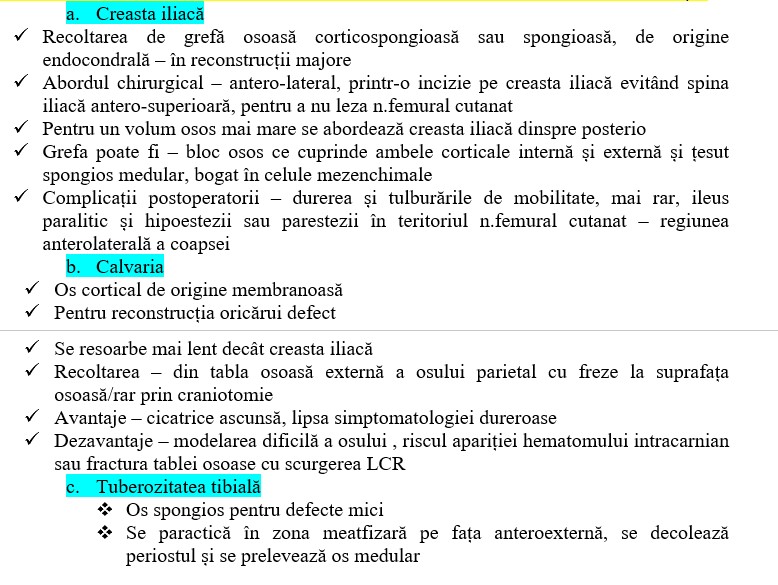 a. Creasta iliacă
✓ Recoltarea de grefă osoasă corticospongioasă sau spongioasă, de origine
endocondrală – în reconstrucții majore
✓ Abordul chirurgical – antero-lateral, printr-o incizie pe creasta iliacă evitând spina
iliacă antero-superioară, pentru a nu leza n.femural cutanat
✓ Pentru un volum osos mai mare se abordează creasta iliacă dinspre posterio
✓ Grefa poate fi – bloc osos ce cuprinde ambele corticale internă și externă și țesut
spongios medular, bogat în celule mezenchimale
✓ Complicații postoperatorii – durerea și tulburările de mobilitate, mai rar, ileus
paralitic și hipoestezii sau parestezii în teritoriul n.femural cutanat – regiunea
anterolaterală a coapsei
b. Calvaria
✓ Os cortical de origine membranoasă
✓ Pentru reconstrucția oricărui defect
✓ Se resoarbe mai lent decât creasta iliacă
✓ Recoltarea – din tabla osoasă externă a osului parietal cu freze la suprafața
osoasă/rar prin craniotomie
✓ Avantaje – cicatrice ascunsă, lipsa simptomatologiei dureroase
✓ Dezavantaje – modelarea dificilă a osului , riscul apariției hematomului intracarnian
sau fractura tablei osoase cu scurgerea LCR
c. Tuberozitatea tibială
❖ Os spongios pentru defecte mici
❖ Se paractică în zona meatfizară pe fața anteroexternă, se decolează
periostul și se prelevează os medular